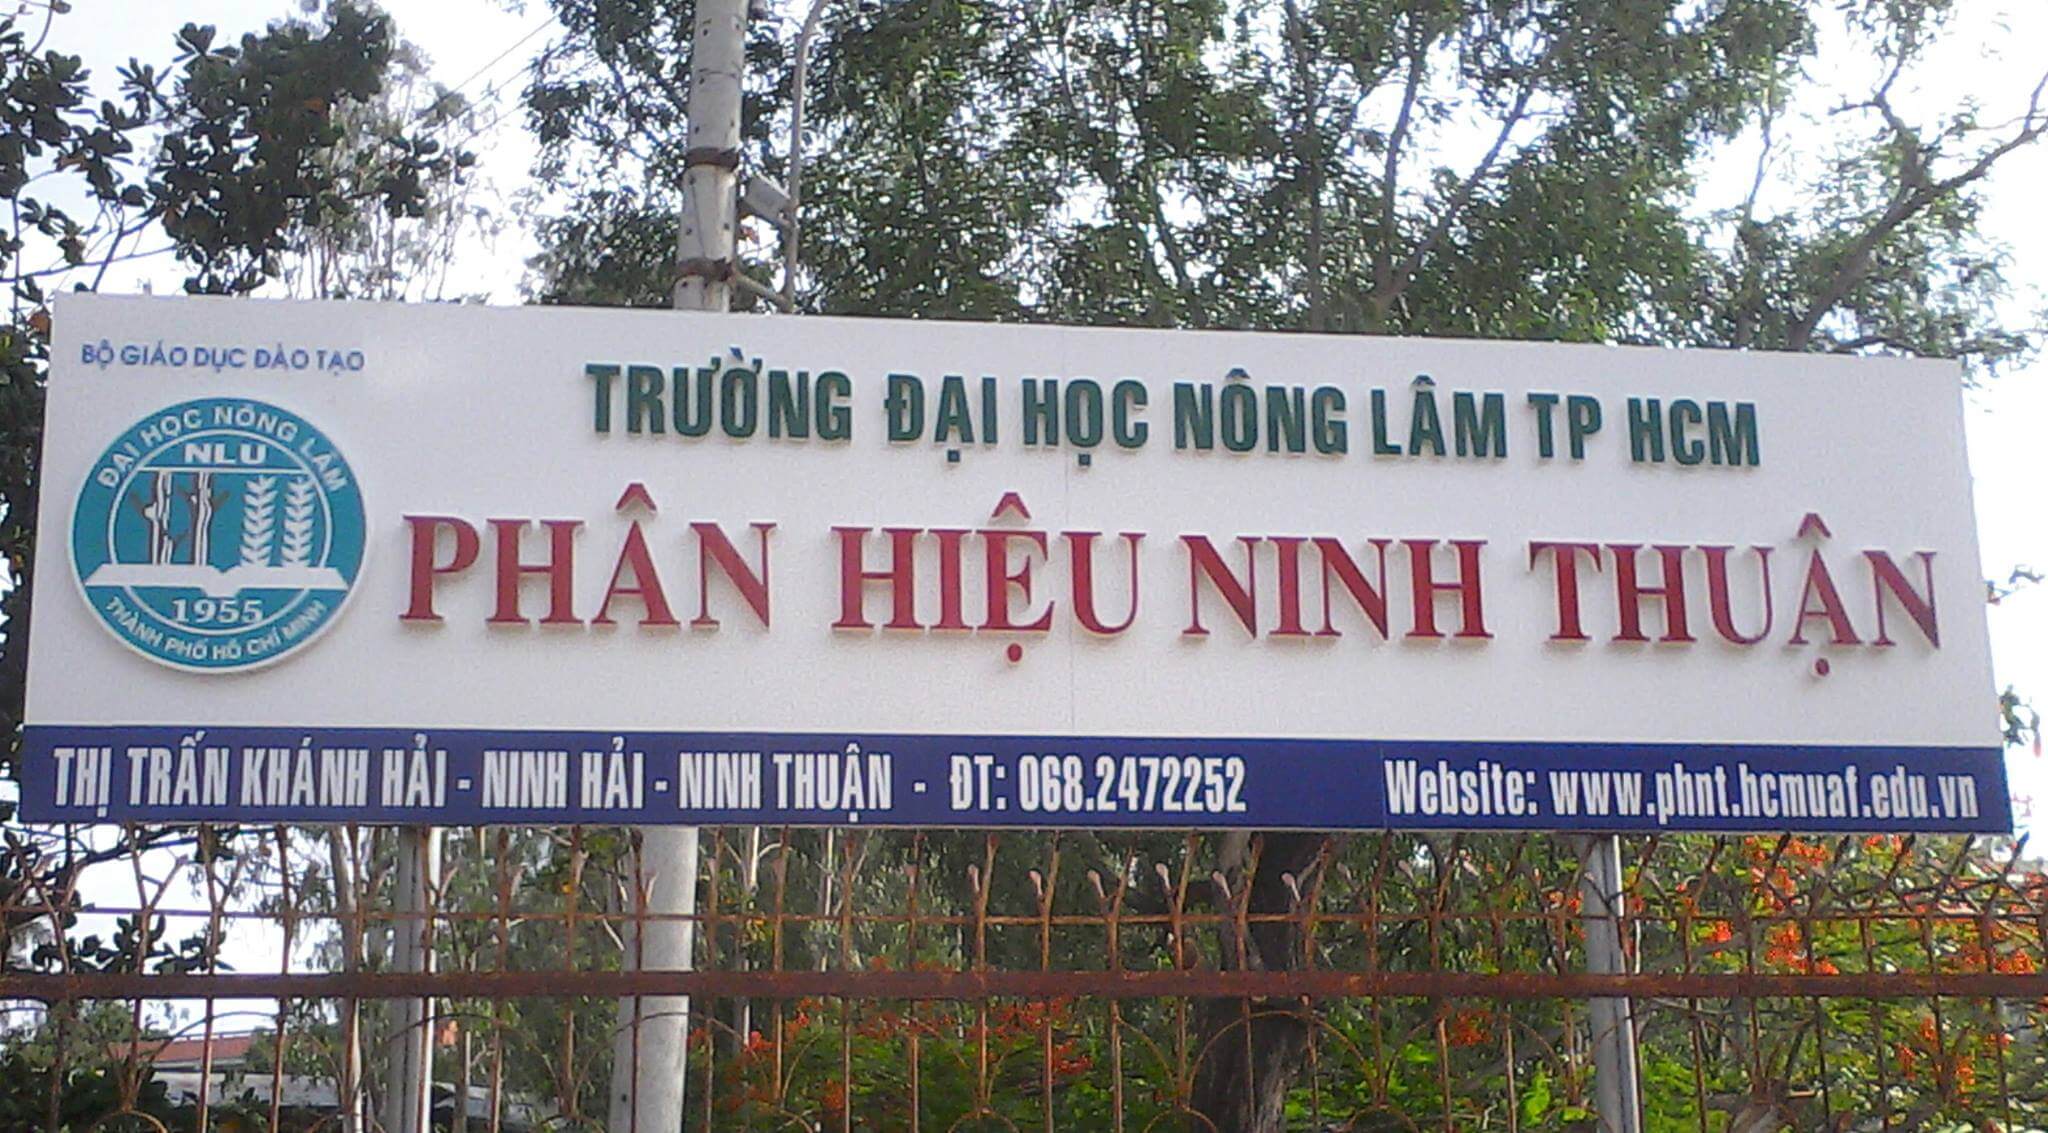 BỘ GIÁO DỤC ĐÀO TẠO
ĐẠI HỌC NÔNG LÂM
NLU
1955
THÀNH PHỐ HỒ CHÍ MINH
TRƯỜNG ĐẠI HỌC NÔNG LÂM TP HCM
PHÂN HIỆU NINH THUẬN
THỊ TRẤN KHÁNH HẢI - NINH HẢI - NINH THUẬN - ĐT: 068.2472252
Website: www.phnt.hcmuaf.edu.vn